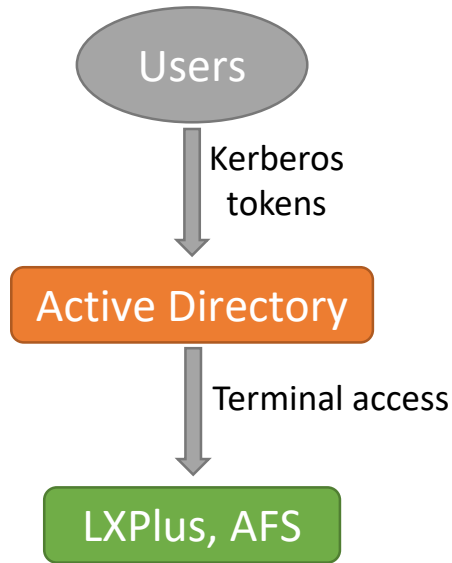 Users
Kerberos
tokens
Active Directory
Terminal access
LXPlus, AFS